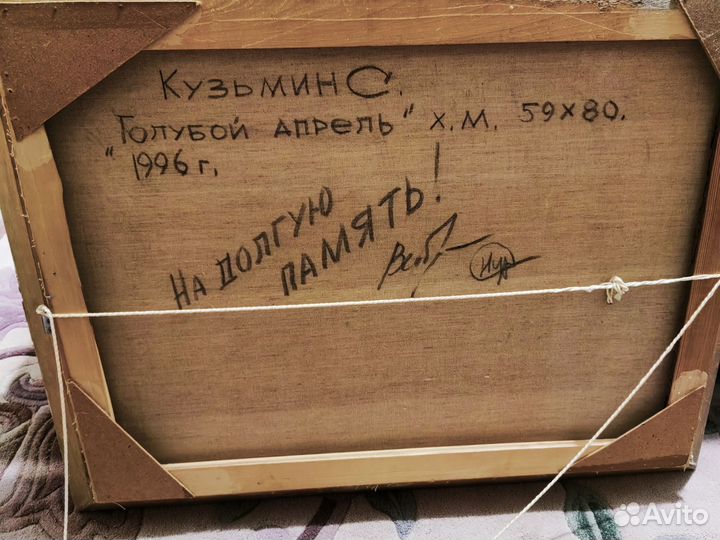 Кузьмин С.
"Голубой апрель" х.м. 59×80.
1996 г.
На долгую
память!
Avito